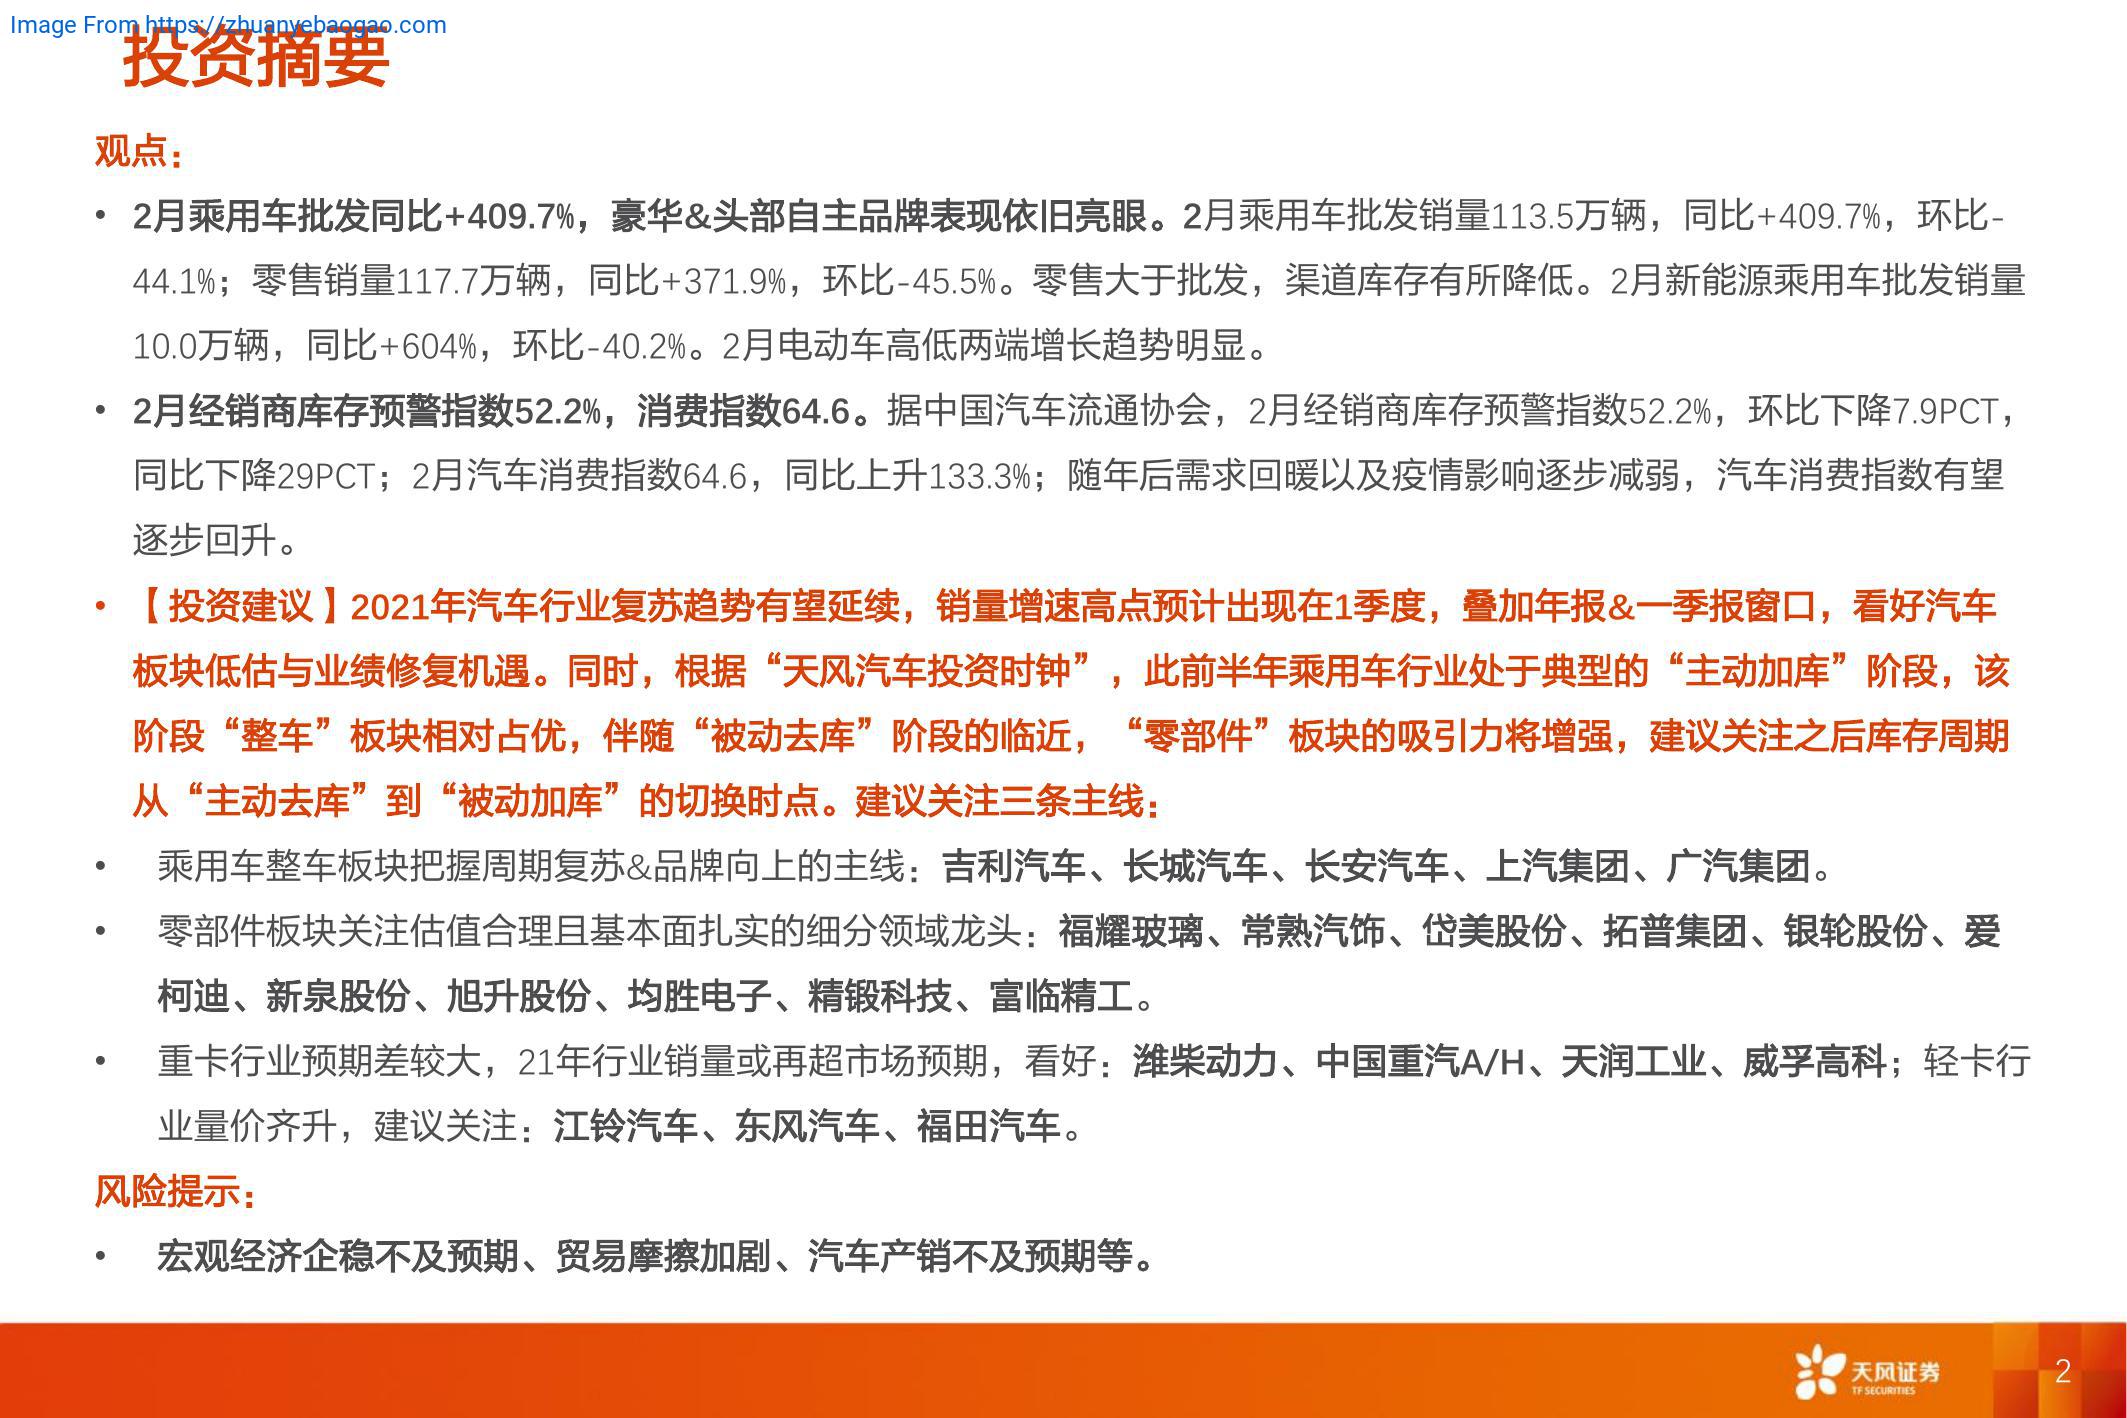 Image From https://zhuanyebaogao.com
投资摘要
观点：
• 2月乘用车批发同比+409.7%，豪华&头部自主品牌表现依旧亮眼。2月乘用车批发销量113.5万辆，同比+409.7%，环比-
44.1%；零售销量117.7万辆，同比+371.9%，环比-45.5%。零售大于批发，渠道库存有所降低。2月新能源乘用车批发销量
10.0万辆，同比+604%，环比-40.2%。2月电动车高低两端增长趋势明显。
• 2月经销商库存预警指数52.2%，消费指数64.6。据中国汽车流通协会，2月经销商库存预警指数52.2%，环比下降7.9PCT，
同比下降29PCT；2月汽车消费指数64.6，同比上升133.3%；随年后需求回暖以及疫情影响逐步减弱，汽车消费指数有望
逐步回升。
• 【投资建议】2021年汽车行业复苏趋势有望延续，销量增速高点预计出现在1季度，叠加年报&一季报窗口，看好汽车
板块低估与业绩修复机遇。同时，根据“天风汽车投资时钟”，此前半年乘用车行业处于典型的“主动加库”阶段，该
阶段“整车”板块相对占优，伴随“被动去库”阶段的临近，“零部件”板块的吸引力将增强，建议关注之后库存周期
从“主动去库”到“被动加库”的切换时点。建议关注三条主线：
• 乘用车整车板块把握周期复苏&品牌向上的主线：吉利汽车、长城汽车、长安汽车、上汽集团、广汽集团。
• 零部件板块关注估值合理且基本面扎实的细分领域龙头：福耀玻璃、常熟汽饰、岱美股份、拓普集团、银轮股份、爱
柯迪、新泉股份、旭升股份、均胜电子、精锻科技、富临精工。
• 重卡行业预期差较大，21年行业销量或再超市场预期，看好：潍柴动力、中国重汽A/H、天润工业、威孚高科；轻卡行
业量价齐升，建议关注：江铃汽车、东风汽车、福田汽车。
风险提示：
• 宏观经济企稳不及预期、贸易摩擦加剧、汽车产销不及预期等。
天风证券
TF SECURITIES
2